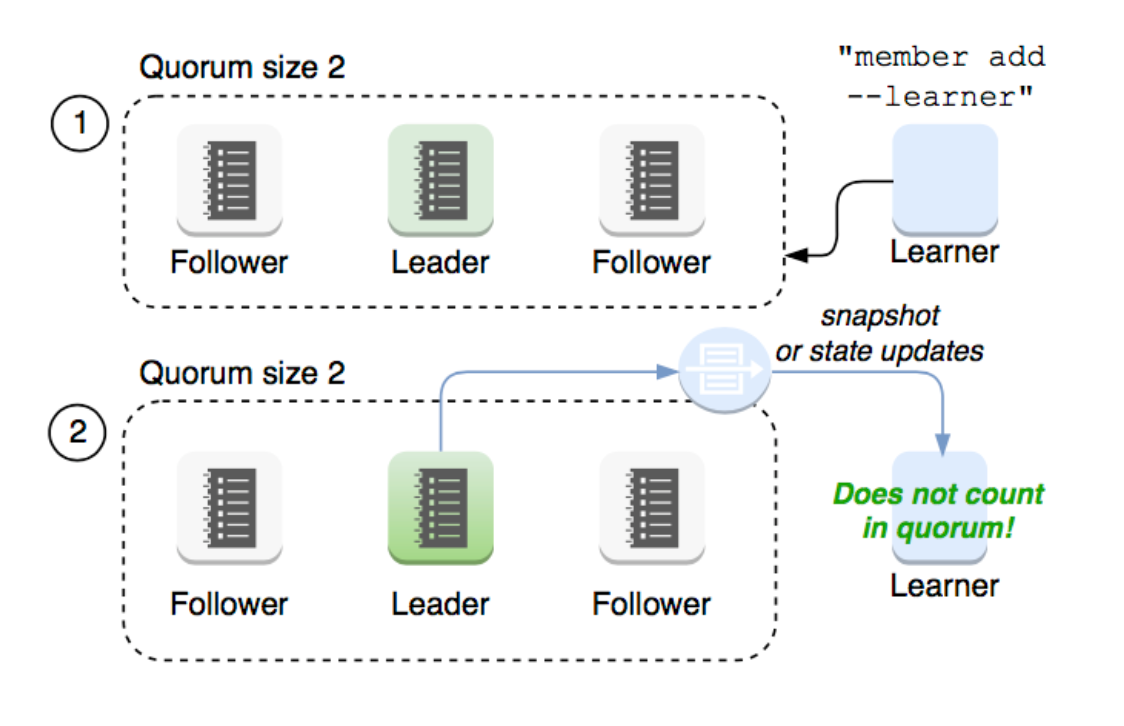 Quorum size 2
"member add
--learner"
1
Follower
Leader
Follower
Learner
snapshot
or state updates
Quorum size 2
2
Does not count
in quorum!
Follower
Leader
Follower
Learner